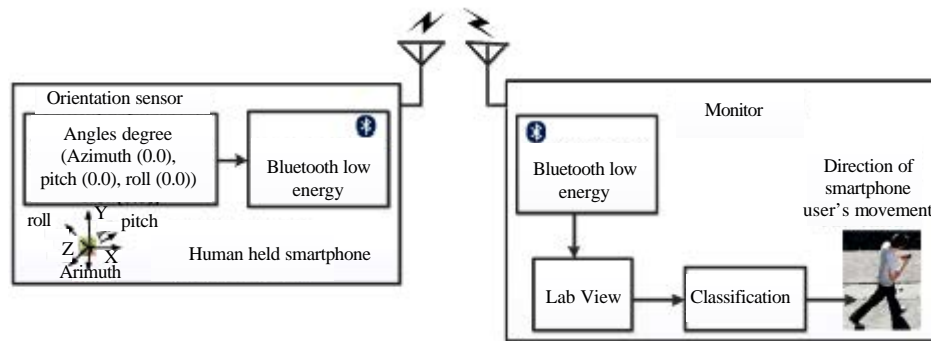 Orientation sensor
Angles degree
(Azimuth (0.0),
pitch (0.0), roll (0.0))
Bluetooth low
energy
roll
Y
pitch
Z
X
Arimuth
Human held smartphone
Monitor
Bluetooth low
energy
Direction of
smartphone
user's movement
Lab View
Classification